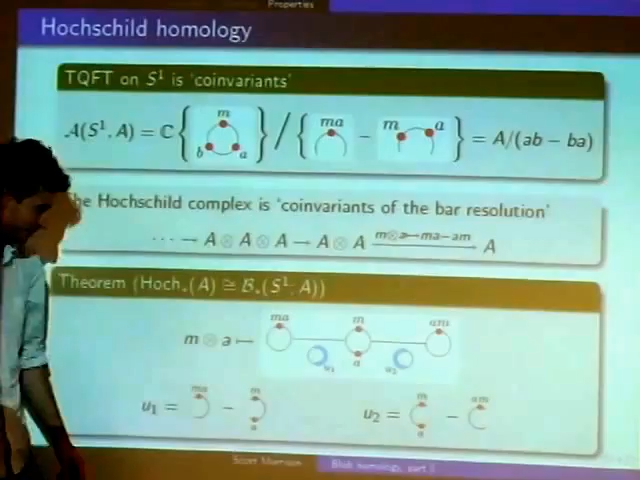 Properties
Hochschild homology
TQFT on S¹ is 'coinvariants'
m
b a
ma
m a
𝒜(S¹, A) = ℂ { } / { − } = A/(ab − ba)
he Hochschild complex is 'coinvariants of the bar resolution'
⋯ → A ⊗ A ⊗ A → A ⊗ A m⊗a↦ma−am A
Theorem (Hoch*(A) ≅ ℬ*(S¹, A))
ma m am
m ⊗ a ↦
a
u₁ u₂
ma m m am
u₁ = − u₂ = −
a a
Scott Morrison Blob homology, part I